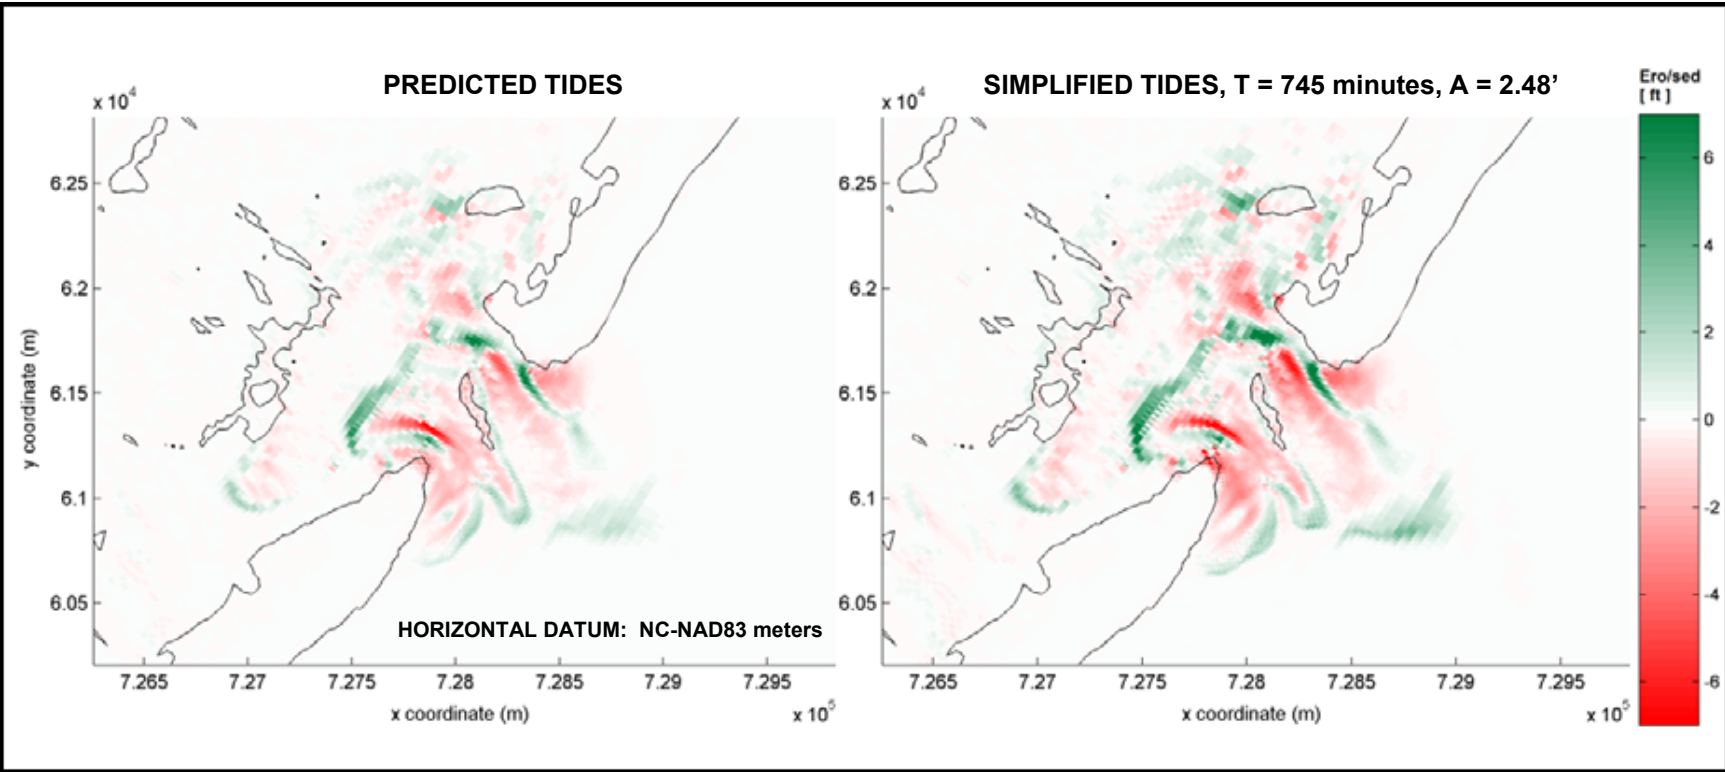 PREDICTED TIDES
SIMPLIFIED TIDES, T = 745 minutes, A = 2.48’
Ero/sed
[ ft ]
x 10^4
x 10^4
6.25
6.2
6.15
6.1
6.05
y coordinate (m)
6.25
6.2
6.15
6.1
6.05
6
4
2
0
-2
-4
-6
HORIZONTAL DATUM: NC-NAD83 meters
7.265 7.27 7.275 7.28 7.285 7.29 7.295
x coordinate (m)
x 10^5
7.265 7.27 7.275 7.28 7.285 7.29 7.295
x coordinate (m)
x 10^5